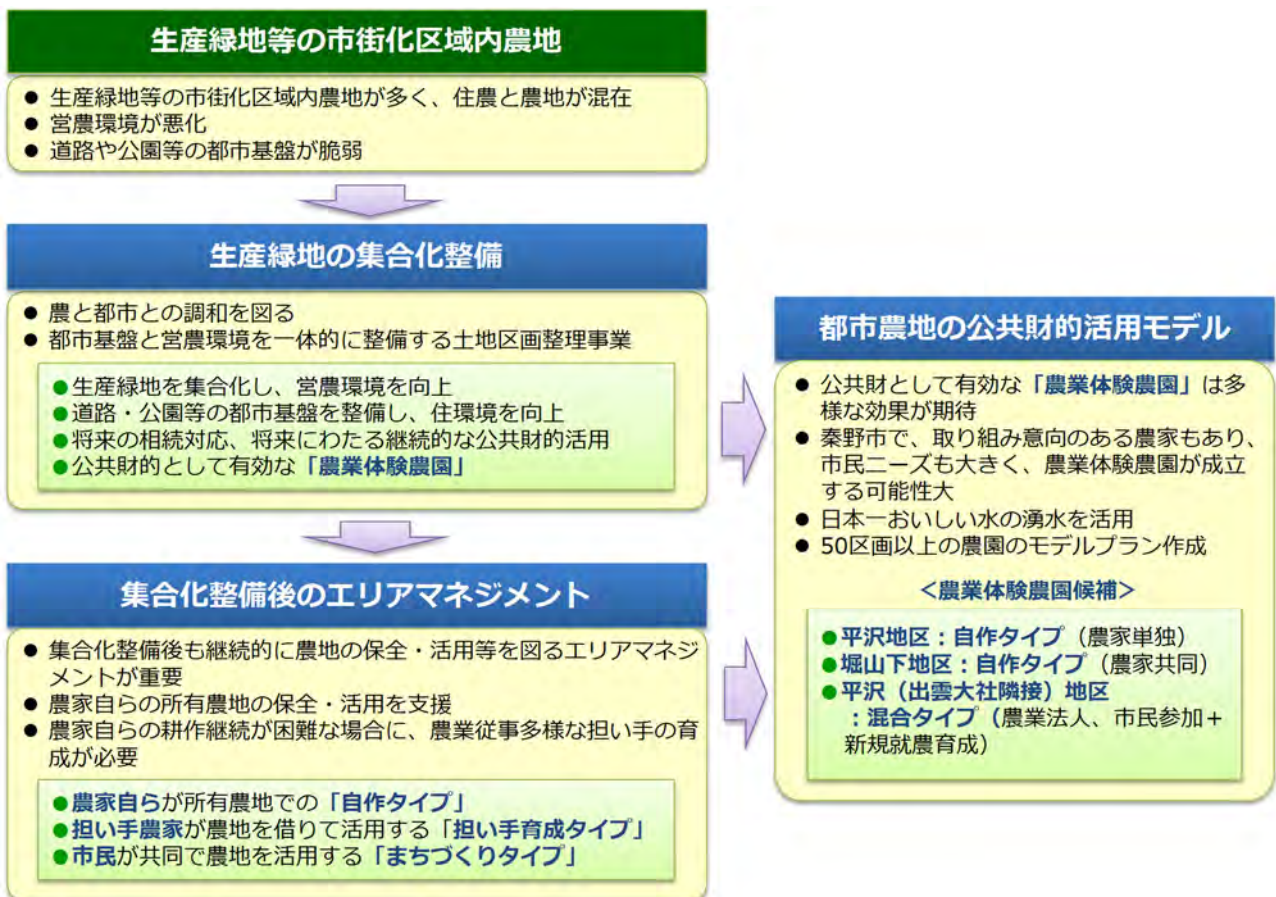 生産緑地等の市街化区域内農地
● 生産緑地等の市街化区域内農地が多く、住農と農地が混在
● 営農環境が悪化
● 道路や公園等の都市基盤が脆弱
生産緑地の集合化整備
● 農と都市との調和を図る
● 都市基盤と営農環境を一体的に整備する土地区画整理事業
●生産緑地を集合化し、営農環境を向上
●道路・公園等の都市基盤を整備し、住環境を向上
●将来の相続対応、将来にわたる継続的な公共財的活用
●公共財的として有効な「農業体験農園」
集合化整備後のエリアマネジメント
● 集合化整備後も継続的に農地の保全・活用等を図るエリアマネジ
メントが重要
● 農家自らの所有農地の保全・活用を支援
● 農家自らの耕作継続が困難な場合に、農業従事多様な担い手の育
成が必要
●農家自らが所有農地での「自作タイプ」
●担い手農家が農地を借りて活用する「担い手育成タイプ」
●市民が共同で農地を活用する「まちづくりタイプ」
都市農地の公共財的活用モデル
● 公共財として有効な「農業体験農園」は多
様な効果が期待
● 秦野市で、取り組み意向のある農家もあり、
市民ニーズも大きく、農業体験農園が成立
する可能性大
● 日本一おいしい水の湧水を活用
● 50区画以上の農園のモデルプラン作成
＜農業体験農園候補＞
●平沢地区：自作タイプ（農家単独）
●堀山下地区：自作タイプ（農家共同）
●平沢（出雲大社隣接）地区
：混合タイプ（農業法人、市民参加＋
新規就農育成）